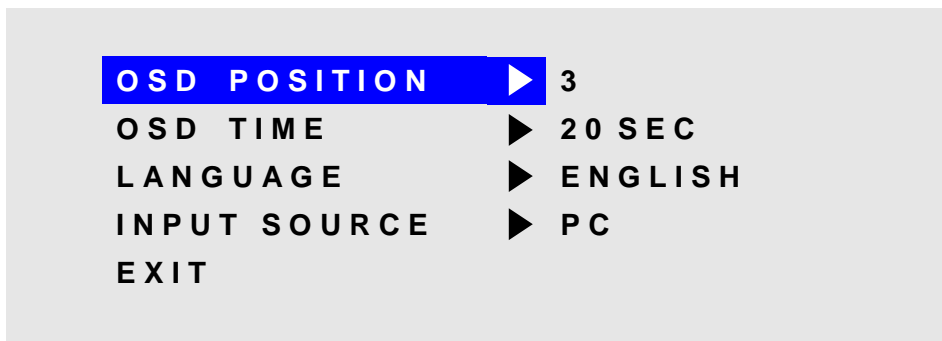 OSD POSITION ▶ 3
OSD TIME ▶ 20 SEC
LANGUAGE ▶ ENGLISH
INPUT SOURCE ▶ PC
EXIT